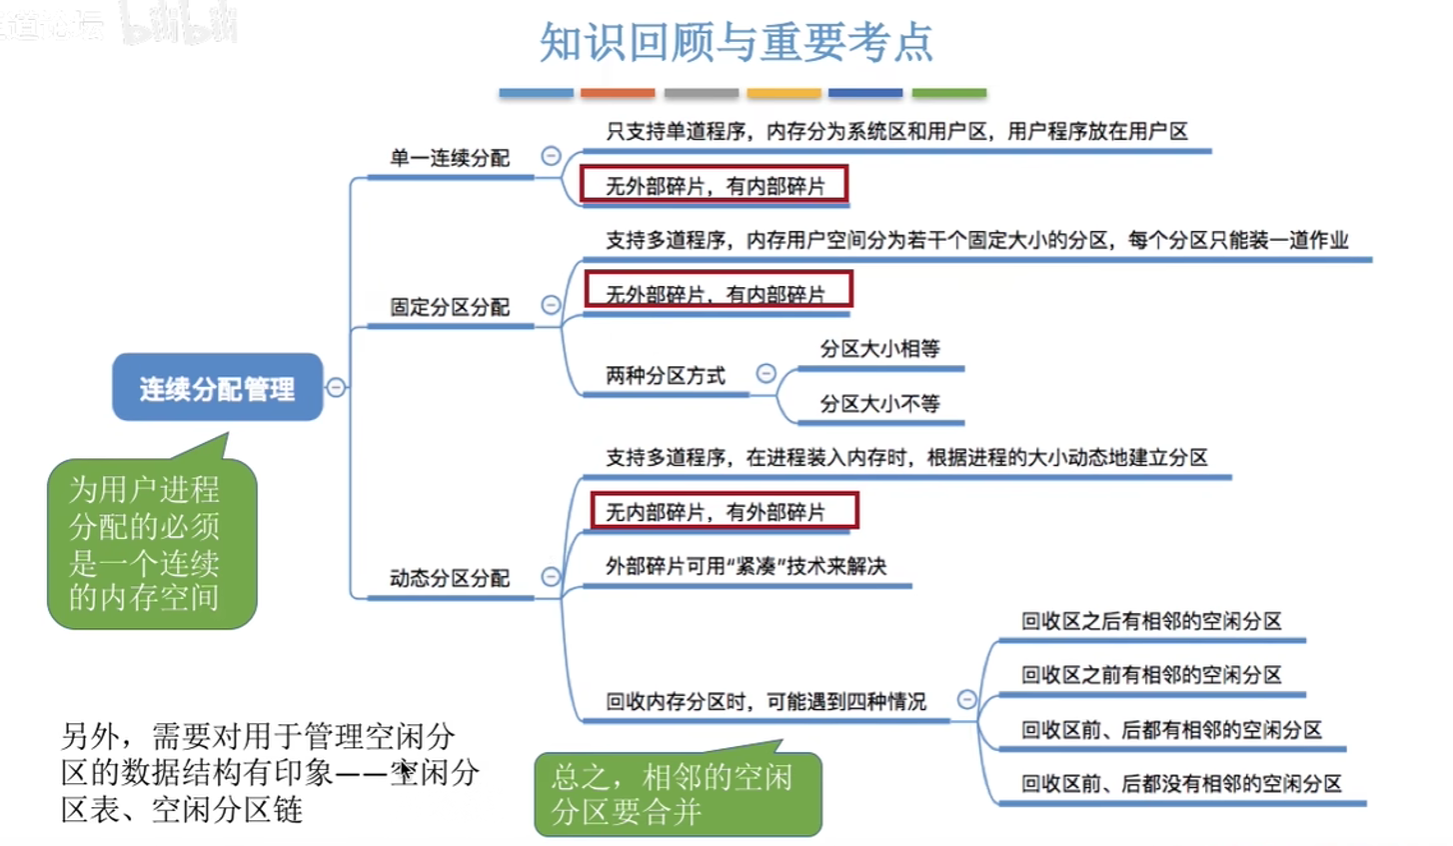 bilibili
知识回顾与重要考点
单一连续分配
只支持单道程序，内存分为系统区和用户区，用户程序放在用户区
无外部碎片，有内部碎片
固定分区分配
支持多道程序，内存用户空间分为若干个固定大小的分区，每个分区只能装一道作业
无外部碎片，有内部碎片
两种分区方式
分区大小相等
分区大小不等
连续分配管理
为用户进程
分配的必须
是一个连续
的内存空间
动态分区分配
支持多道程序，在进程装入内存时，根据进程的大小动态地建立分区
无内部碎片，有外部碎片
外部碎片可用“紧凑”技术来解决
回收内存分区时，可能遇到四种情况
回收区之后有相邻的空闲分区
回收区之前有相邻的空闲分区
回收区前、后都有相邻的空闲分区
回收区前、后都没有相邻的空闲分区
总之，相邻的空闲
分区要合并
另外，需要对用于管理空闲分
区的数据结构有印象——空闲分
区表、空闲分区链